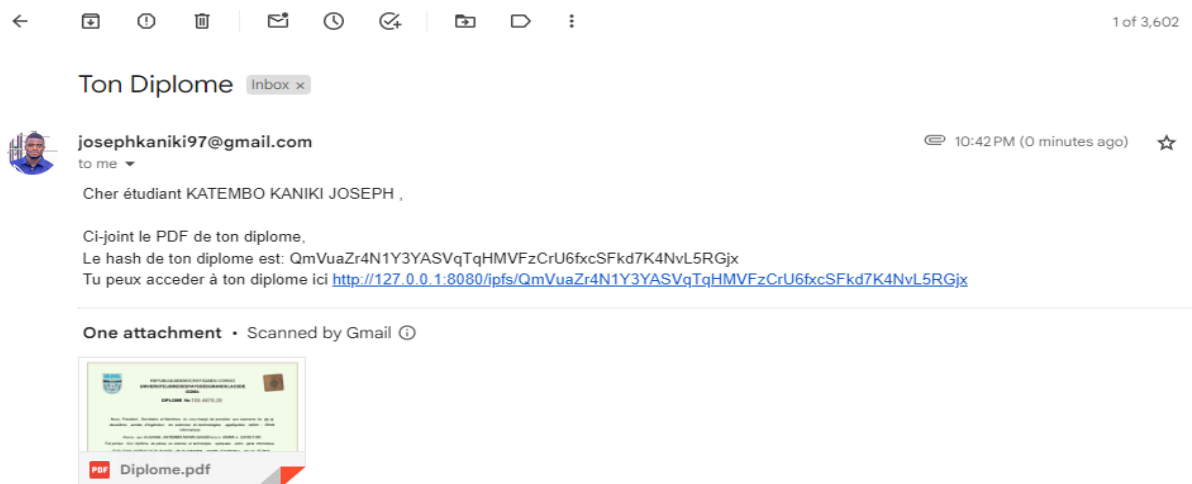 1 of 3,602
Ton Diplome Inbox ×
josephkaniki97@gmail.com 10:42 PM (0 minutes ago)
to me
Cher étudiant KATEMBO KANIKI JOSEPH ,
Ci-joint le PDF de ton diplome,
Le hash de ton diplome est: QmVuaZr4N1Y3YASVqTqHMVFzCrU6fxcSFkd7K4NvL5RGjx
Tu peux acceder à ton diplome ici http://127.0.0.1:8080/ipfs/QmVuaZr4N1Y3YASVqTqHMVFzCrU6fxcSFkd7K4NvL5RGjx
One attachment • Scanned by Gmail
PDF Diplome.pdf